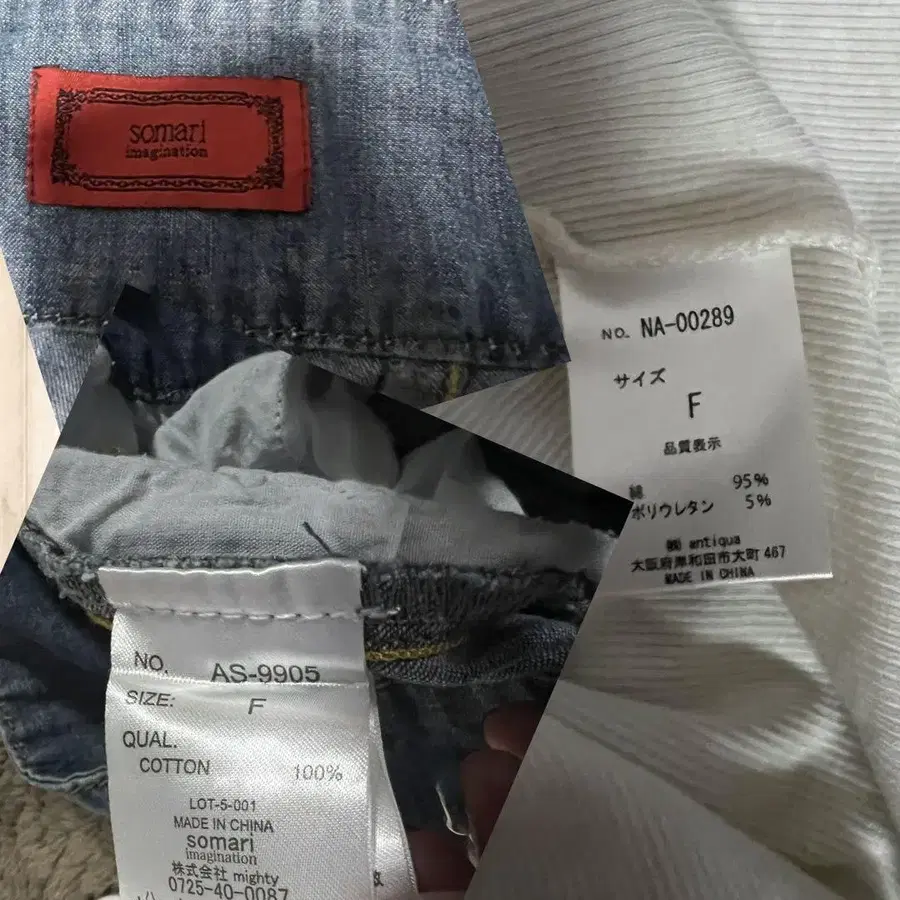 somari
imagination
NO. NA-00289
サイズ
F
品質表示
綿 95%
ポリウレタン 5%
㈱ antiqua
大阪府岸和田市大町 467
MADE IN CHINA
NO. AS-9905
SIZE: F
QUAL.
COTTON 100%
LOT-5-001
MADE IN CHINA
somari
imagination
株式会社 mighty
0725-40-0087